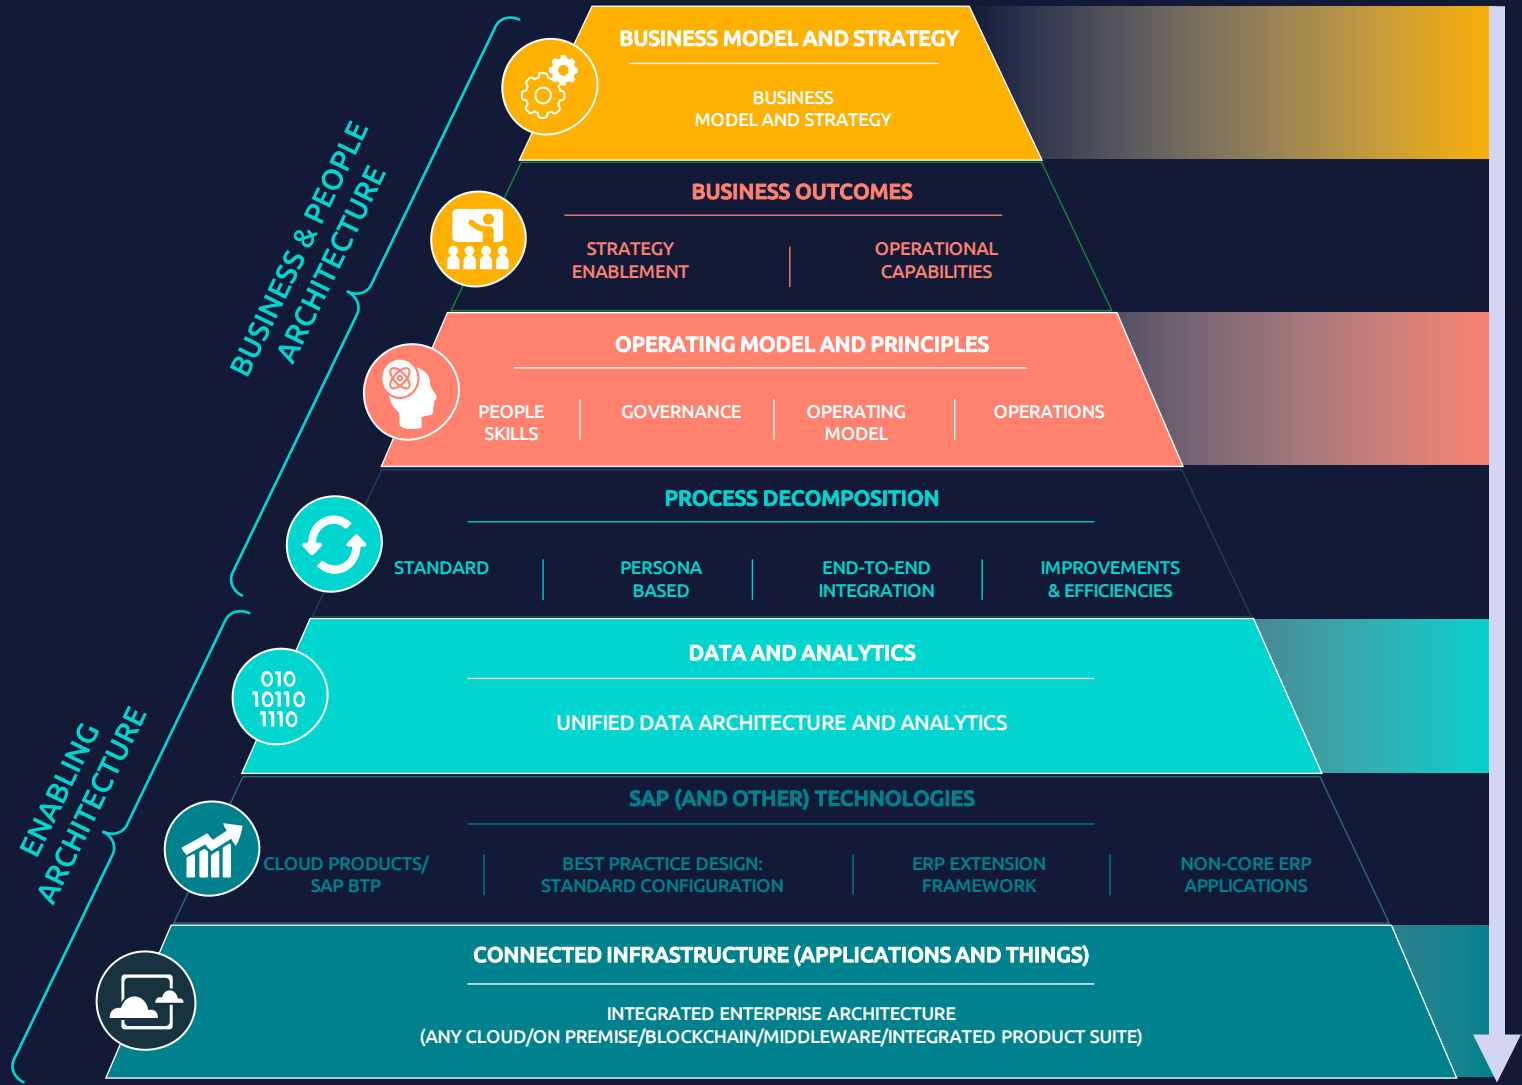 BUSINESS MODEL AND STRATEGY
BUSINESS
MODEL AND STRATEGY
BUSINESS & PEOPLE
ARCHITECTURE
BUSINESS OUTCOMES
STRATEGY
ENABLEMENT
OPERATIONAL
CAPABILITIES
OPERATING MODEL AND PRINCIPLES
PEOPLE
SKILLS
GOVERNANCE
OPERATING
MODEL
OPERATIONS
PROCESS DECOMPOSITION
STANDARD
PERSONA
BASED
END-TO-END
INTEGRATION
IMPROVEMENTS
& EFFICIENCIES
ENABLING
ARCHITECTURE
010
10110
1110
DATA AND ANALYTICS
UNIFIED DATA ARCHITECTURE AND ANALYTICS
SAP (AND OTHER) TECHNOLOGIES
CLOUD PRODUCTS/
SAP BTP
BEST PRACTICE DESIGN:
STANDARD CONFIGURATION
ERP EXTENSION
FRAMEWORK
NON-CORE ERP
APPLICATIONS
CONNECTED INFRASTRUCTURE (APPLICATIONS AND THINGS)
INTEGRATED ENTERPRISE ARCHITECTURE
(ANY CLOUD/ON PREMISE/BLOCKCHAIN/MIDDLEWARE/INTEGRATED PRODUCT SUITE)